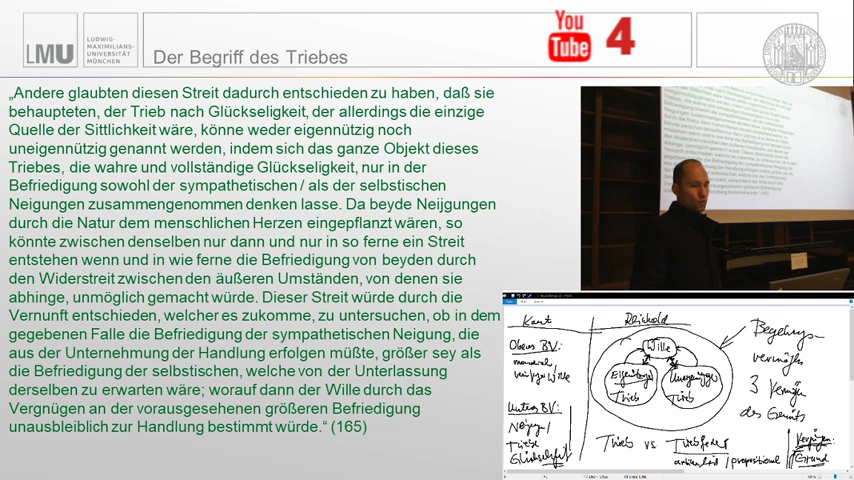 LMU
LUDWIG-
MAXIMILIANS-
UNIVERSITÄT
MÜNCHEN
Der Begriff des Triebes
You
Tube
4
„Andere glaubten diesen Streit dadurch entschieden zu haben, daß sie
behaupteten, der Trieb nach Glückseligkeit, der allerdings die einzige
Quelle der Sittlichkeit wäre, könne weder eigennützig noch
uneigennützig genannt werden, indem sich das ganze Objekt dieses
Triebes, die wahre und vollständige Glückseligkeit, nur in der
Befriedigung sowohl der sympathetischen / als der selbstischen
Neigungen zusammengenommen denken lasse. Da beyde Neijgungen
durch die Natur dem menschlichen Herzen eingepflanzt wären, so
könnte zwischen denselben nur dann und nur in so ferne ein Streit
entstehen wenn und in wie ferne die Befriedigung von beyden durch
den Widerstreit zwischen den äußeren Umständen, von denen sie
abhinge, unmöglich gemacht würde. Dieser Streit würde durch die
Vernunft entschieden, welcher es zukomme, zu untersuchen, ob in dem
gegebenen Falle die Befriedigung der sympathetischen Neigung, die
aus der Unternehmung der Handlung erfolgen müßte, größer sey als
die Befriedigung der selbstischen, welche von der Unterlassung
derselben zu erwarten wäre; worauf dann der Wille durch das
Vergnügen an der vorausgesehenen größeren Befriedigung
unausbleiblich zur Handlung bestimmt würde.“ (165)
Kant
Reinhold
Oberes BV:
Wille
Trieb
Trieb
Begehrungs-
vermögen
3 Vermögen
des Gemüts
Unteres BV:
Neigung/
Trieb
Glückseligkeit
Trieb vs Triebfeder
/ propositional
Vergnügen:
Grund